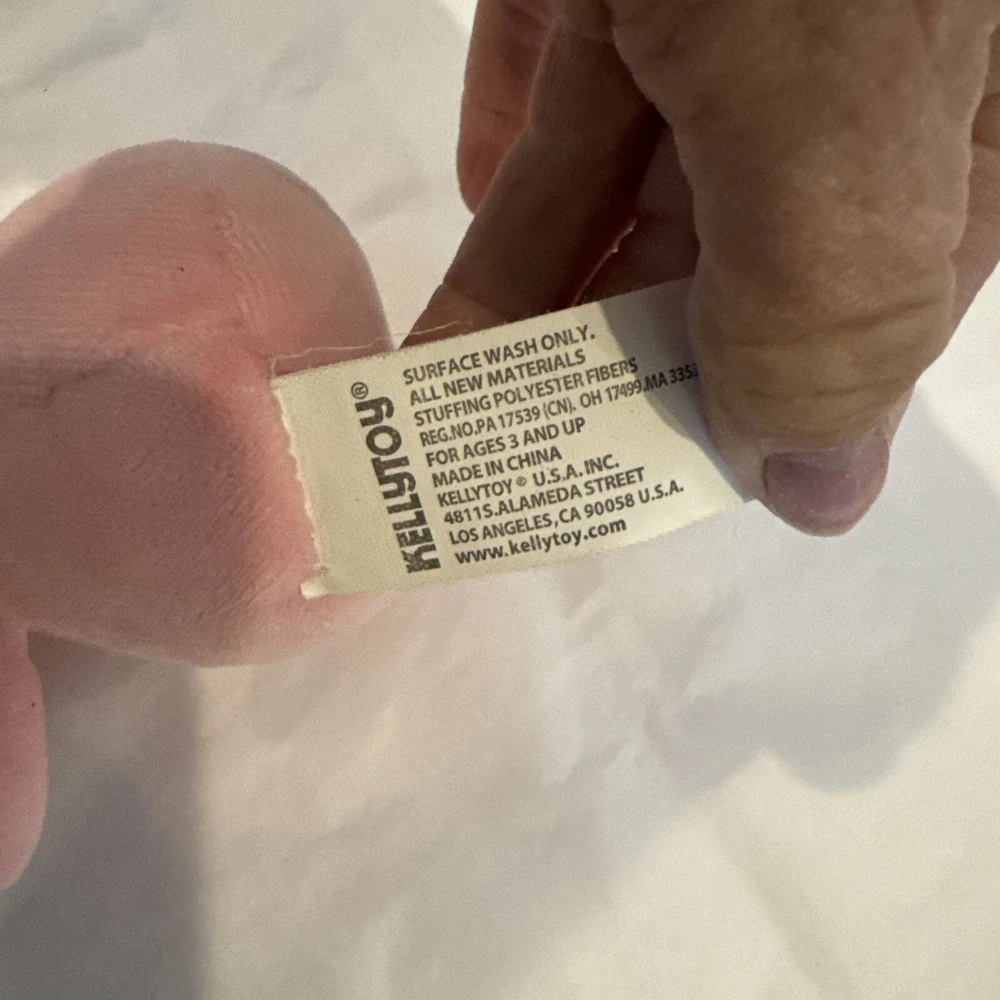 KELLYTOY®
SURFACE WASH ONLY.
ALL NEW MATERIALS
STUFFING POLYESTER FIBERS
REG.NO.PA 17539 (CN). OH 17499.MA 335
FOR AGES 3 AND UP
MADE IN CHINA
KELLYTOY® U.S.A. INC.
4811S.ALAMEDA STREET
LOS ANGELES,CA 90058 U.S.A.
www.kellytoy.com